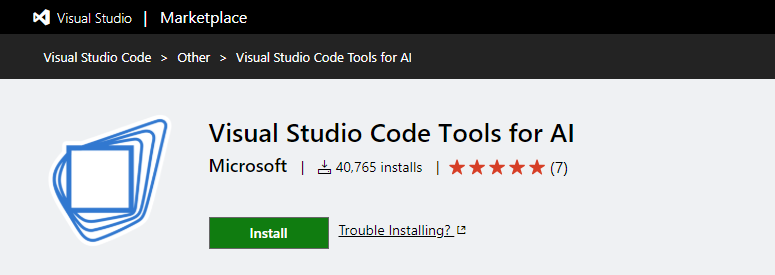 Visual Studio | Marketplace
Visual Studio Code > Other > Visual Studio Code Tools for AI
Visual Studio Code Tools for AI
Microsoft | 40,765 installs | ★★★★★ (7)
Install Trouble Installing?